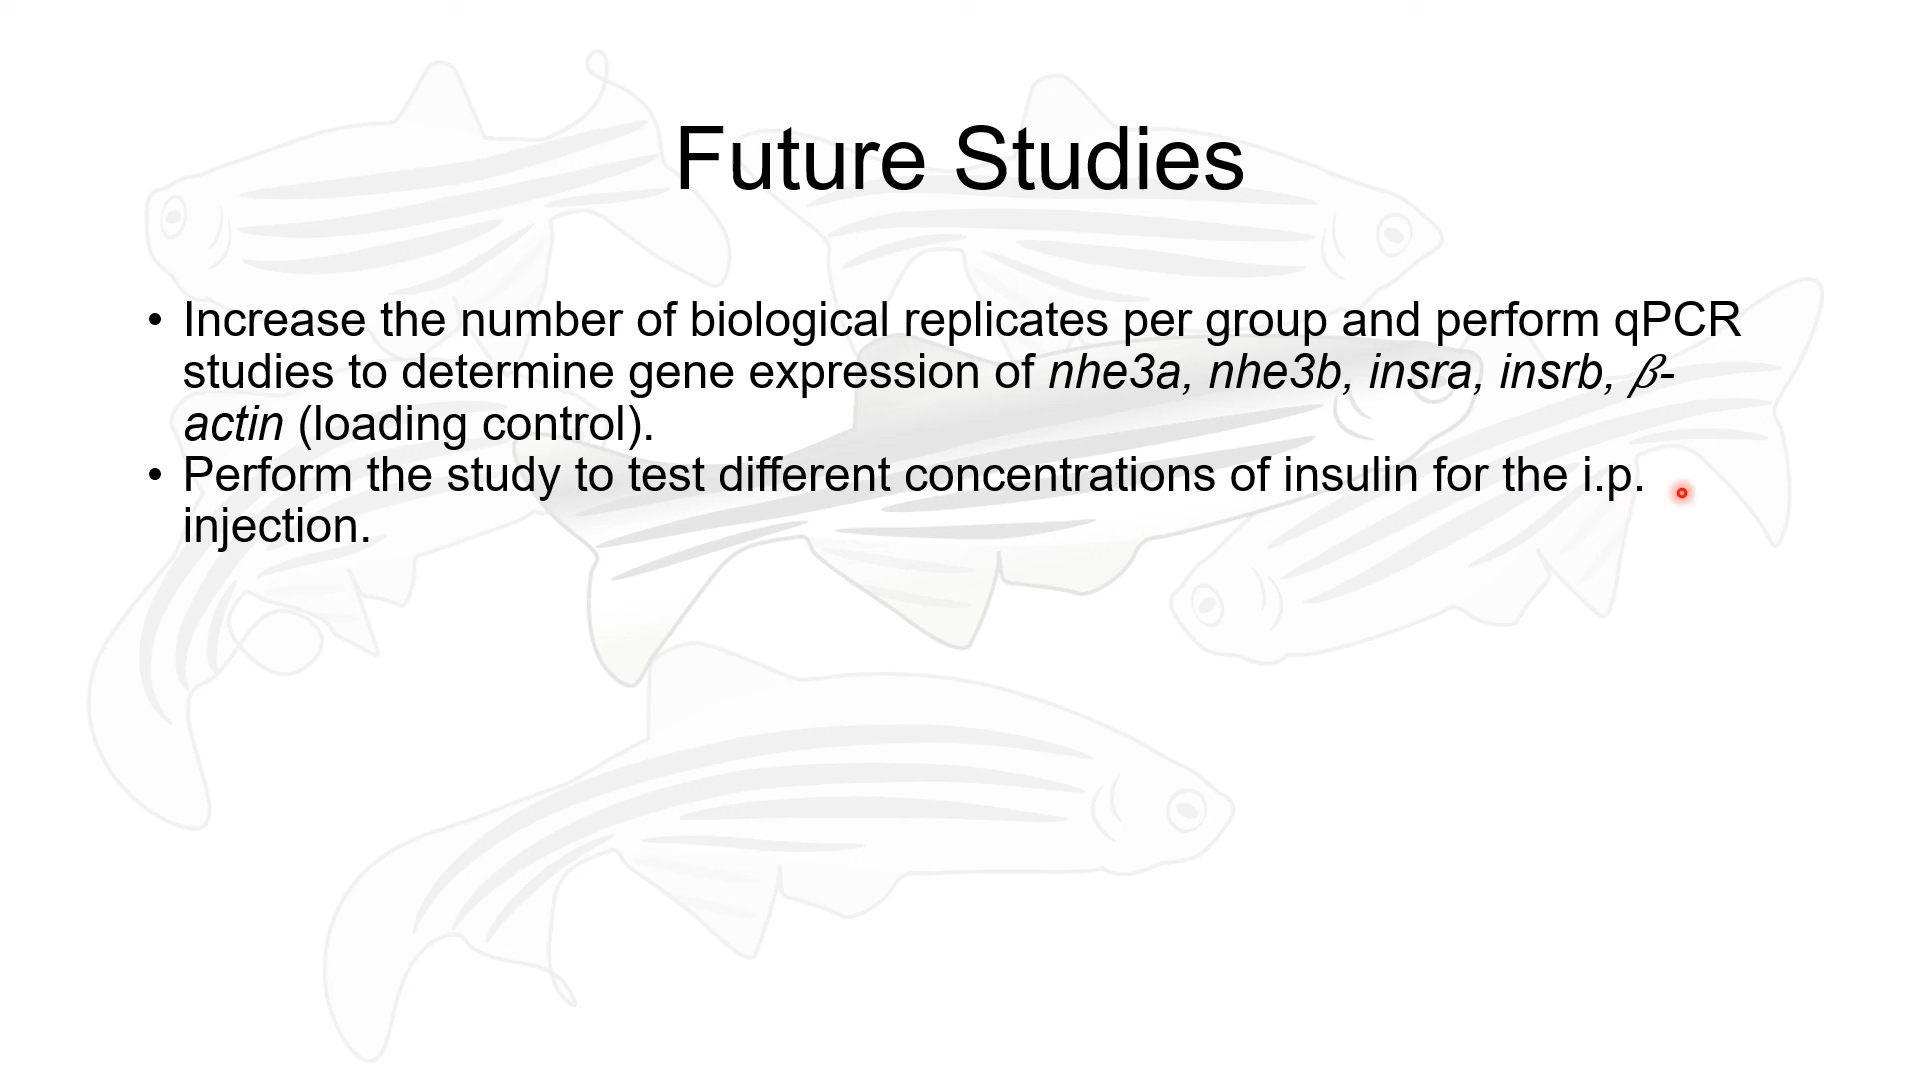 Future Studies
• Increase the number of biological replicates per group and perform qPCR
studies to determine gene expression of nhe3a, nhe3b, insra, insrb, β-
actin (loading control).
• Perform the study to test different concentrations of insulin for the i.p.
injection.